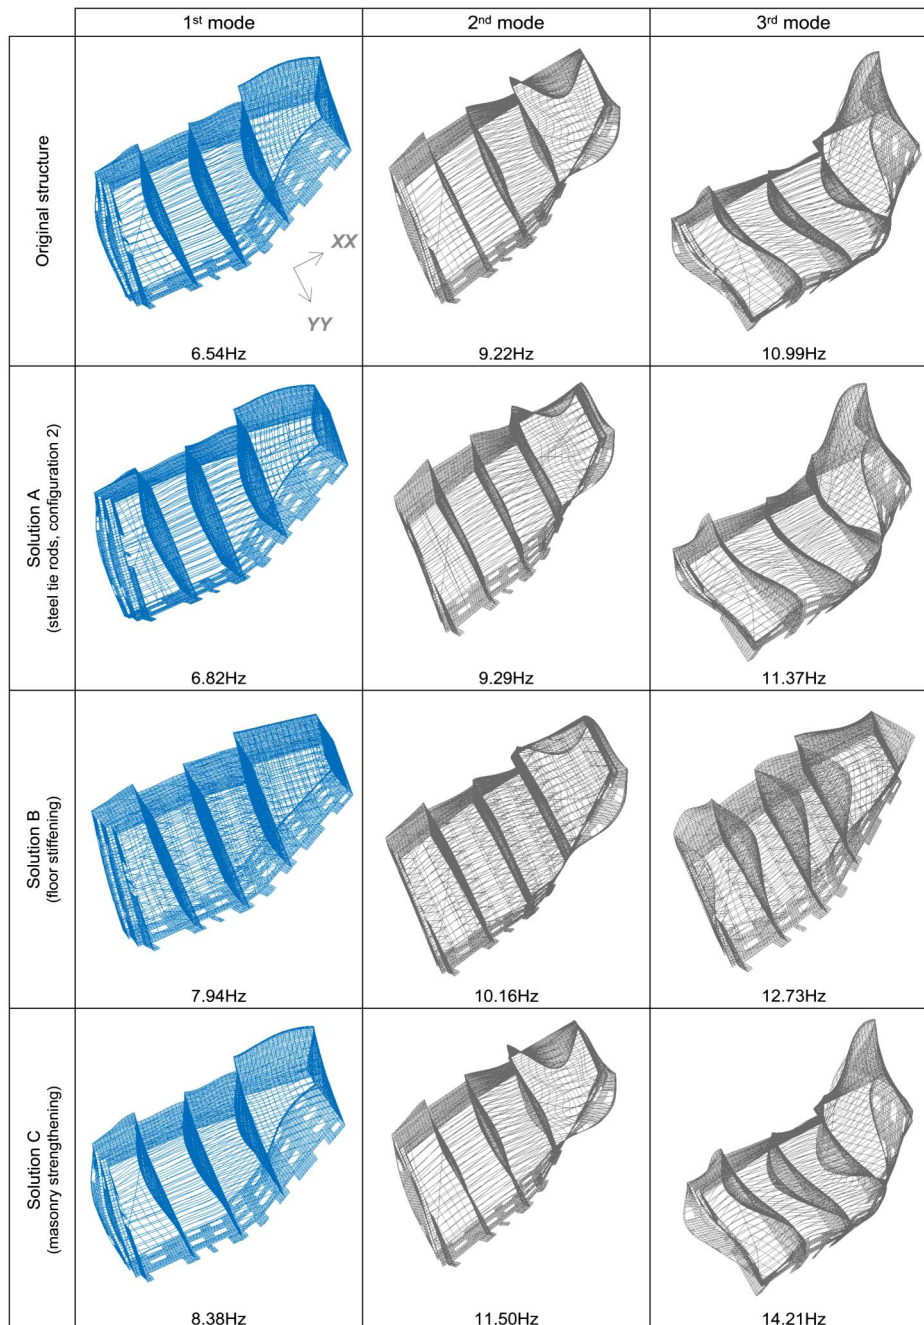 1st mode
2nd mode
3rd mode
Original structure
XX
YY
6.54Hz
9.22Hz
10.99Hz
Solution A
(steel tie rods, configuration 2)
6.82Hz
9.29Hz
11.37Hz
Solution B
(floor stiffening)
7.94Hz
10.16Hz
12.73Hz
Solution C
(masonry strengthening)
8.38Hz
11.50Hz
14.21Hz